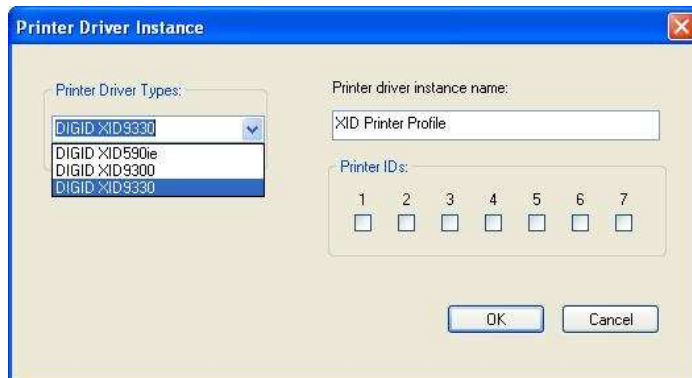 Printer Driver Instance
Printer Driver Types:
DIGID XID9330
DIGID XID590ie
DIGID XID9300
DIGID XID9330
Printer driver instance name:
XID Printer Profile
Printer IDs:
1 2 3 4 5 6 7
OK Cancel